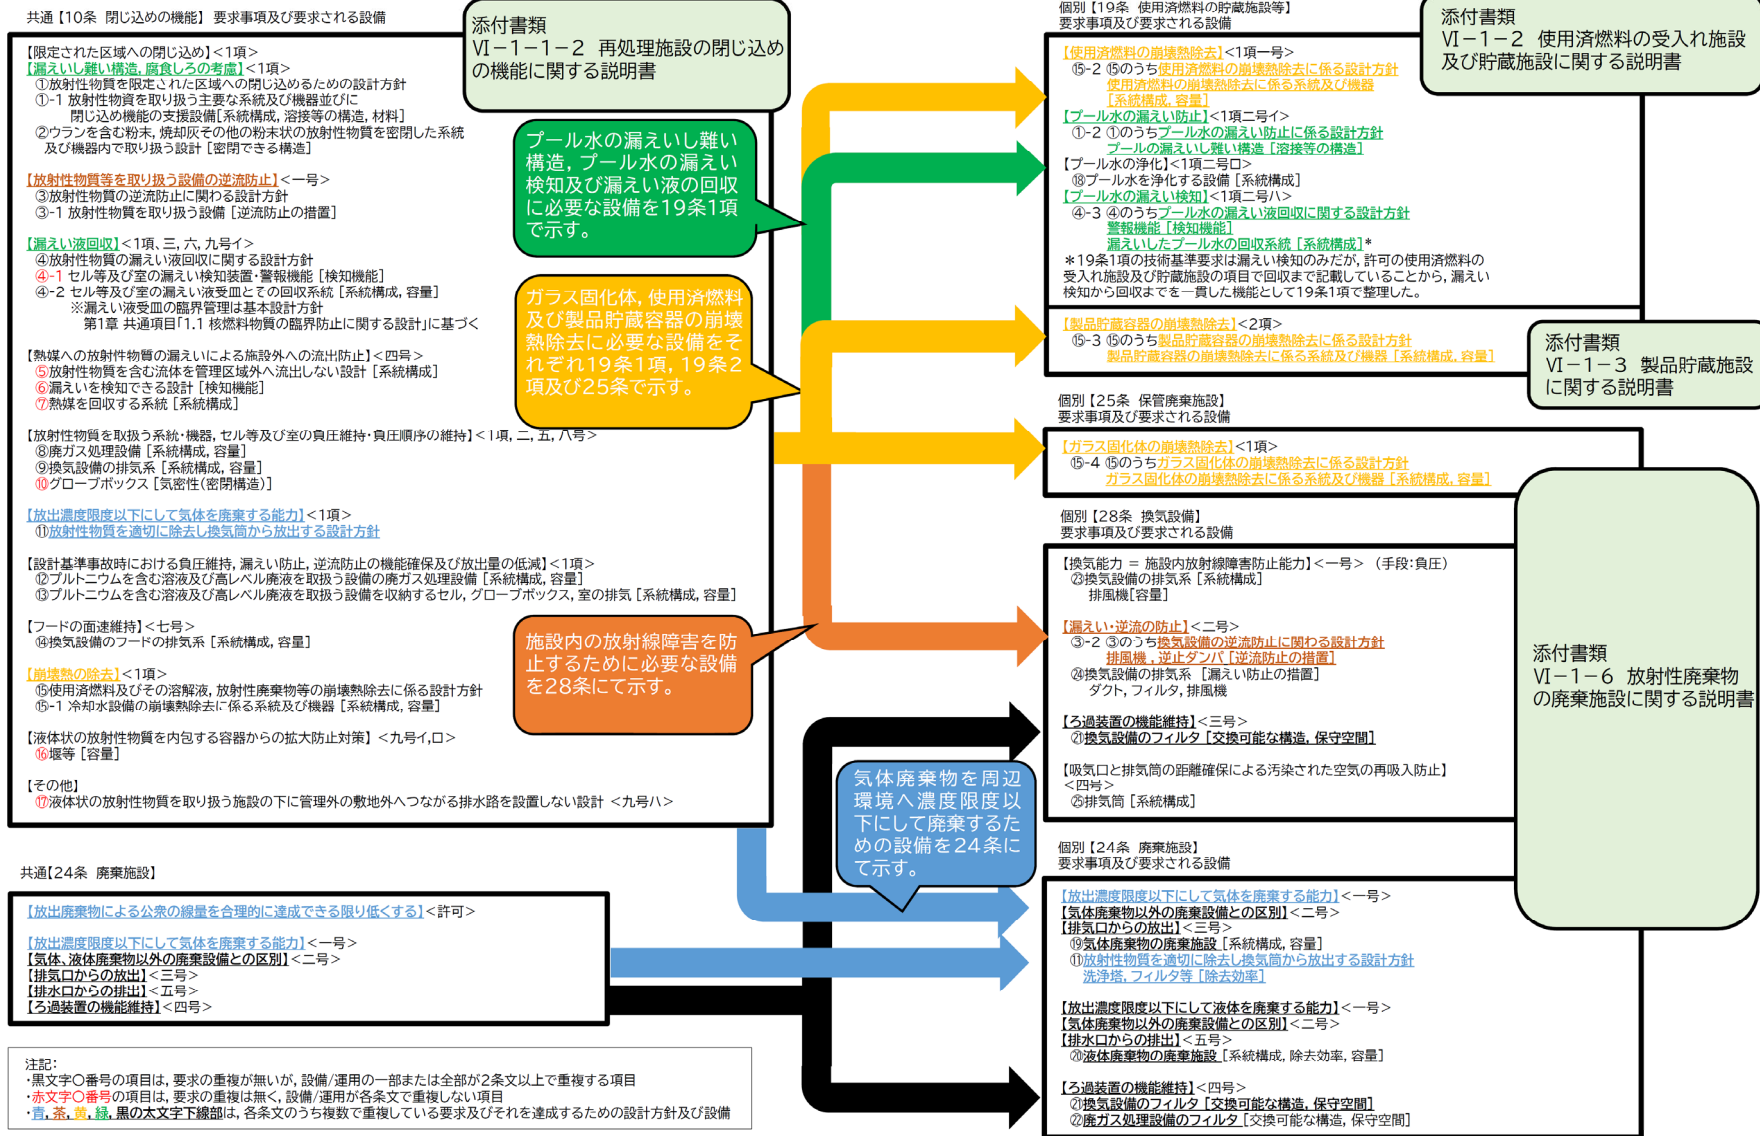 共通【10条 閉じ込めの機能】 要求事項及び要求される設備
添付書類
Ⅵ－1－1－2 再処理施設の閉じ込め
の機能に関する説明書
【限定された区域への閉じ込め】<1項>
【漏えいし難い構造,腐食しろの考慮】<1項>
①放射性物質を限定された区域への閉じ込めるための設計方針
①-1 放射性物資を取り扱う主要な系統及び機器並びに
閉じ込め機能の支援設備[系統構成, 溶接等の構造, 材料]
②ウランを含む粉末, 焼却灰その他の粉末状の放射性物質を密閉した系統
及び機器内で取り扱う設計 [密閉できる構造]
【放射性物質等を取り扱う設備の逆流防止】<一号>
③放射性物質の逆流防止に関わる設計方針
③-1 放射性物質を取り扱う設備 [逆流防止の措置]
【漏えい液回収】<1項、三, 六, 九号イ>
④放射性物質の漏えい液回収に関する設計方針
④-1 セル等及び室の漏えい検知装置・警報機能 [検知機能]
④-2 セル等及び室の漏えい液受皿とその回収系統 [系統構成, 容量]
※漏えい液受皿の臨界管理は基本設計方針
第1章 共通項目「1.1 核燃料物質の臨界防止に関する設計」に基づく
【熱媒への放射性物質の漏えいによる施設外への流出防止】<四号>
⑤放射性物質を含む流体を管理区域外へ流出しない設計 [系統構成]
⑥漏えいを検知できる設計 [検知機能]
⑦熱媒を回収する系統 [系統構成]
【放射性物質を取扱う系統・機器, セル等及び室の負圧維持・負圧順序の維持】<1項, 二, 五, 八号>
⑧廃ガス処理設備 [系統構成, 容量]
⑨換気設備の排気系 [系統構成, 容量]
⑩グローブボックス [気密性(密閉構造)]
【放出濃度限度以下にして気体を廃棄する能力】<1項>
⑪放射性物質を適切に除去し換気筒から放出する設計方針
【設計基準事故時における負圧維持, 漏えい防止, 逆流防止の機能確保及び放出量の低減】<1項>
⑫プルトニウムを含む溶液及び高レベル廃液を取扱う設備の廃ガス処理設備 [系統構成, 容量]
⑬プルトニウムを含む溶液及び高レベル廃液を取扱う設備を収納するセル, グローブボックス, 室の排気 [系統構成, 容量]
【フードの面速維持】<七号>
⑭換気設備のフードの排気系 [系統構成, 容量]
【崩壊熱の除去】<1項>
⑮使用済燃料及びその溶解液, 放射性廃棄物等の崩壊熱除去に係る設計方針
⑮-1 冷却水設備の崩壊熱除去に係る系統及び機器 [系統構成, 容量]
【液体状の放射性物質を内包する容器からの拡大防止対策】 <九号イ,ロ>
⑯堰等 [容量]
【その他】
⑰液体状の放射性物質を取り扱う施設の下に管理外の敷地外へつながる排水路を設置しない設計 <九号ハ>
共通【24条 廃棄施設】
【放出廃棄物による公衆の線量を合理的に達成できる限り低くする】<許可>
【放出濃度限度以下にして気体を廃棄する能力】<一号>
【気体、液体廃棄物以外の廃棄設備との区別】<二号>
【排気口からの放出】<三号>
【排水口からの排出】<五号>
【ろ過装置の機能維持】<四号>
注記:
・黒文字〇番号の項目は, 要求の重複が無いが, 設備/運用の一部または全部が2条文以上で重複する項目
・赤文字〇番号の項目は, 要求の重複は無く, 設備/運用が各条文で重複しない項目
・青, 茶, 黄, 緑, 黒の太文字下線部は, 各条文のうち複数で重複している要求及びそれを達成するための設計方針及び設備
プール水の漏えいし難い
構造, プール水の漏えい
検知及び漏えい液の回収
に必要な設備を19条1項
で示す。
ガラス固化体, 使用済燃料
及び製品貯蔵容器の崩壊
熱除去に必要な設備をそ
れぞれ19条1項, 19条2
項及び25条で示す。
施設内の放射線障害を防
止するために必要な設備
を28条にて示す。
気体廃棄物を周辺
環境へ濃度限度以
下にして廃棄するた
めの設備を24条に
て示す。
個別【19条 使用済燃料の貯蔵施設等】
要求事項及び要求される設備
添付書類
Ⅵ－1－2 使用済燃料の受入れ施設
及び貯蔵施設に関する説明書
【使用済燃料の崩壊熱除去】<1項一号>
⑮-2 ⑮のうち使用済燃料の崩壊熱除去に係る設計方針
使用済燃料の崩壊熱除去に係る系統及び機器
[系統構成, 容量]
【プール水の漏えい防止】<1項二号イ>
①-2 ①のうちプール水の漏えい防止に係る設計方針
プールの漏えいし難い構造 [溶接等の構造]
【プール水の浄化】<1項二号ロ>
⑱プール水を浄化する設備 [系統構成]
【プール水の漏えい検知】<1項二号ハ>
④-3 ④のうちプール水の漏えい液回収に関する設計方針
警報機能 [検知機能]
漏えいしたプール水の回収系統 [系統構成]*
*19条1項の技術基準要求は漏えい検知のみだが, 許可の使用済燃料の
受入れ施設及び貯蔵施設の項目で回収まで記載していることから, 漏えい
検知から回収までを一貫した機能として19条1項で整理した。
【製品貯蔵容器の崩壊熱除去】<2項>
⑮-3 ⑮のうち製品貯蔵容器の崩壊熱除去に係る設計方針
製品貯蔵容器の崩壊熱除去に係る系統及び機器 [系統構成, 容量]
添付書類
Ⅵ－1－3 製品貯蔵施設
に関する説明書
個別【25条 保管廃棄施設】
要求事項及び要求される設備
【ガラス固化体の崩壊熱除去】<1項>
⑮-4 ⑮のうちガラス固化体の崩壊熱除去に係る設計方針
ガラス固化体の崩壊熱除去に係る系統及び機器 [系統構成, 容量]
個別【28条 換気設備】
要求事項及び要求される設備
【換気能力 = 施設内放射線障害防止能力】<一号> (手段:負圧)
㉓換気設備の排気系 [系統構成]
排風機[容量]
【漏えい・逆流の防止】<二号>
③-2 ③のうち換気設備の逆流防止に関わる設計方針
排風機 , 逆止ダンパ [逆流防止の措置]
㉔換気設備の排気系 [漏えい防止の措置]
ダクト, フィルタ, 排風機
【ろ過装置の機能維持】<三号>
㉑換気設備のフィルタ [交換可能な構造, 保守空間]
【吸気口と排気筒の距離確保による汚染された空気の再吸入防止】
<四号>
㉕排気筒 [系統構成]
添付書類
Ⅵ－1－6 放射性廃棄物
の廃棄施設に関する説明書
個別【24条 廃棄施設】
要求事項及び要求される設備
【放出濃度限度以下にして気体を廃棄する能力】<一号>
【気体廃棄物以外の廃棄設備との区別】<二号>
【排気口からの放出】<三号>
⑲気体廃棄物の廃棄施設 [系統構成, 容量]
⑪放射性物質を適切に除去し換気筒から放出する設計方針
洗浄塔, フィルタ等 [除去効率]
【放出濃度限度以下にして液体を廃棄する能力】<一号>
【気体廃棄物以外の廃棄設備との区別】<二号>
【排水口からの排出】<五号>
⑳液体廃棄物の廃棄施設 [系統構成, 除去効率, 容量]
【ろ過装置の機能維持】<四号>
㉑換気設備のフィルタ [交換可能な構造, 保守空間]
㉒廃ガス処理設備のフィルタ [交換可能な構造, 保守空間]